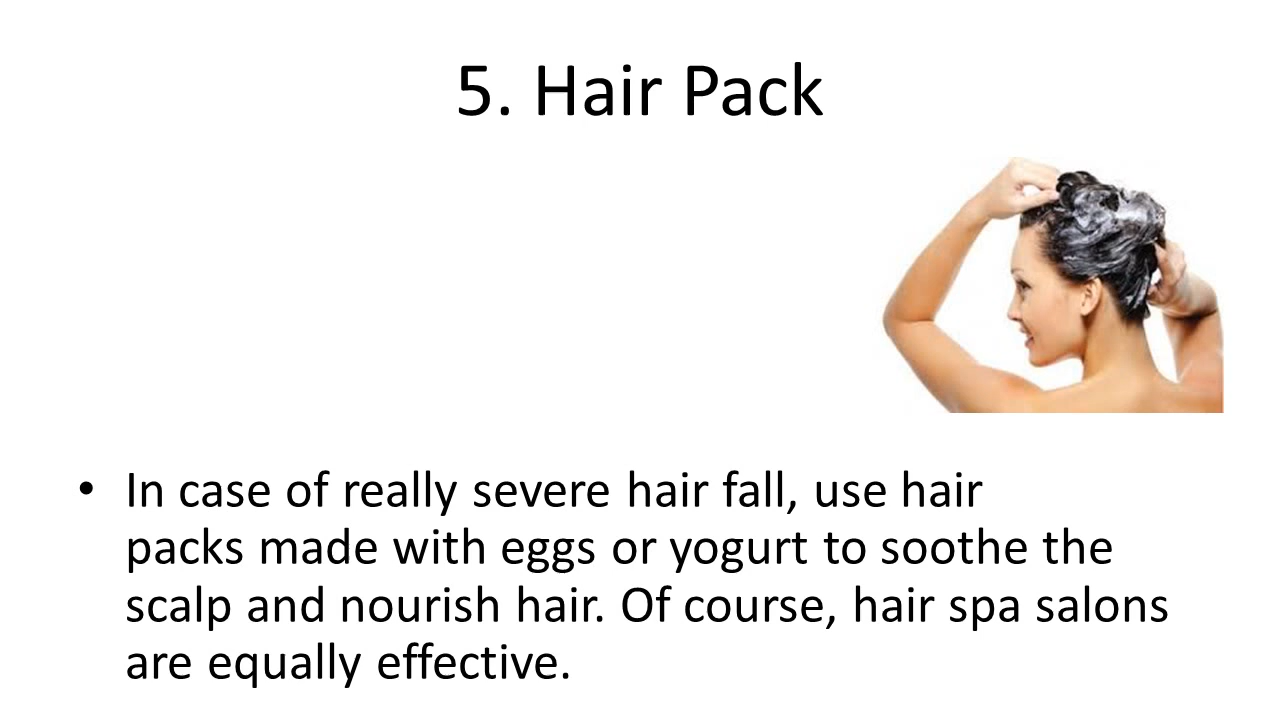 5. Hair Pack
• In case of really severe hair fall, use hair
packs made with eggs or yogurt to soothe the
scalp and nourish hair. Of course, hair spa salons
are equally effective.